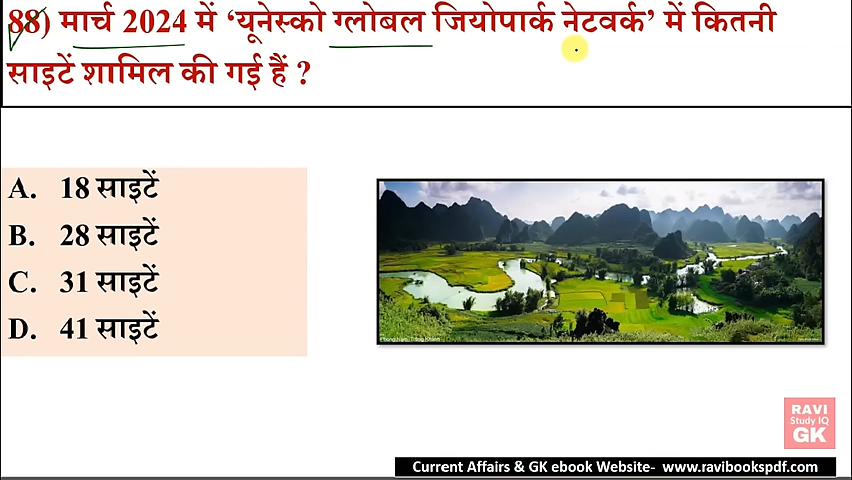 88) मार्च 2024 में ‘यूनेस्को ग्लोबल जियोपार्क नेटवर्क’ में कितनी
साइटें शामिल की गई हैं ?
A. 18 साइटें
B. 28 साइटें
C. 31 साइटें
D. 41 साइटें
RAVI
Study IQ
GK
Current Affairs & GK ebook Website- www.ravibookspdf.com